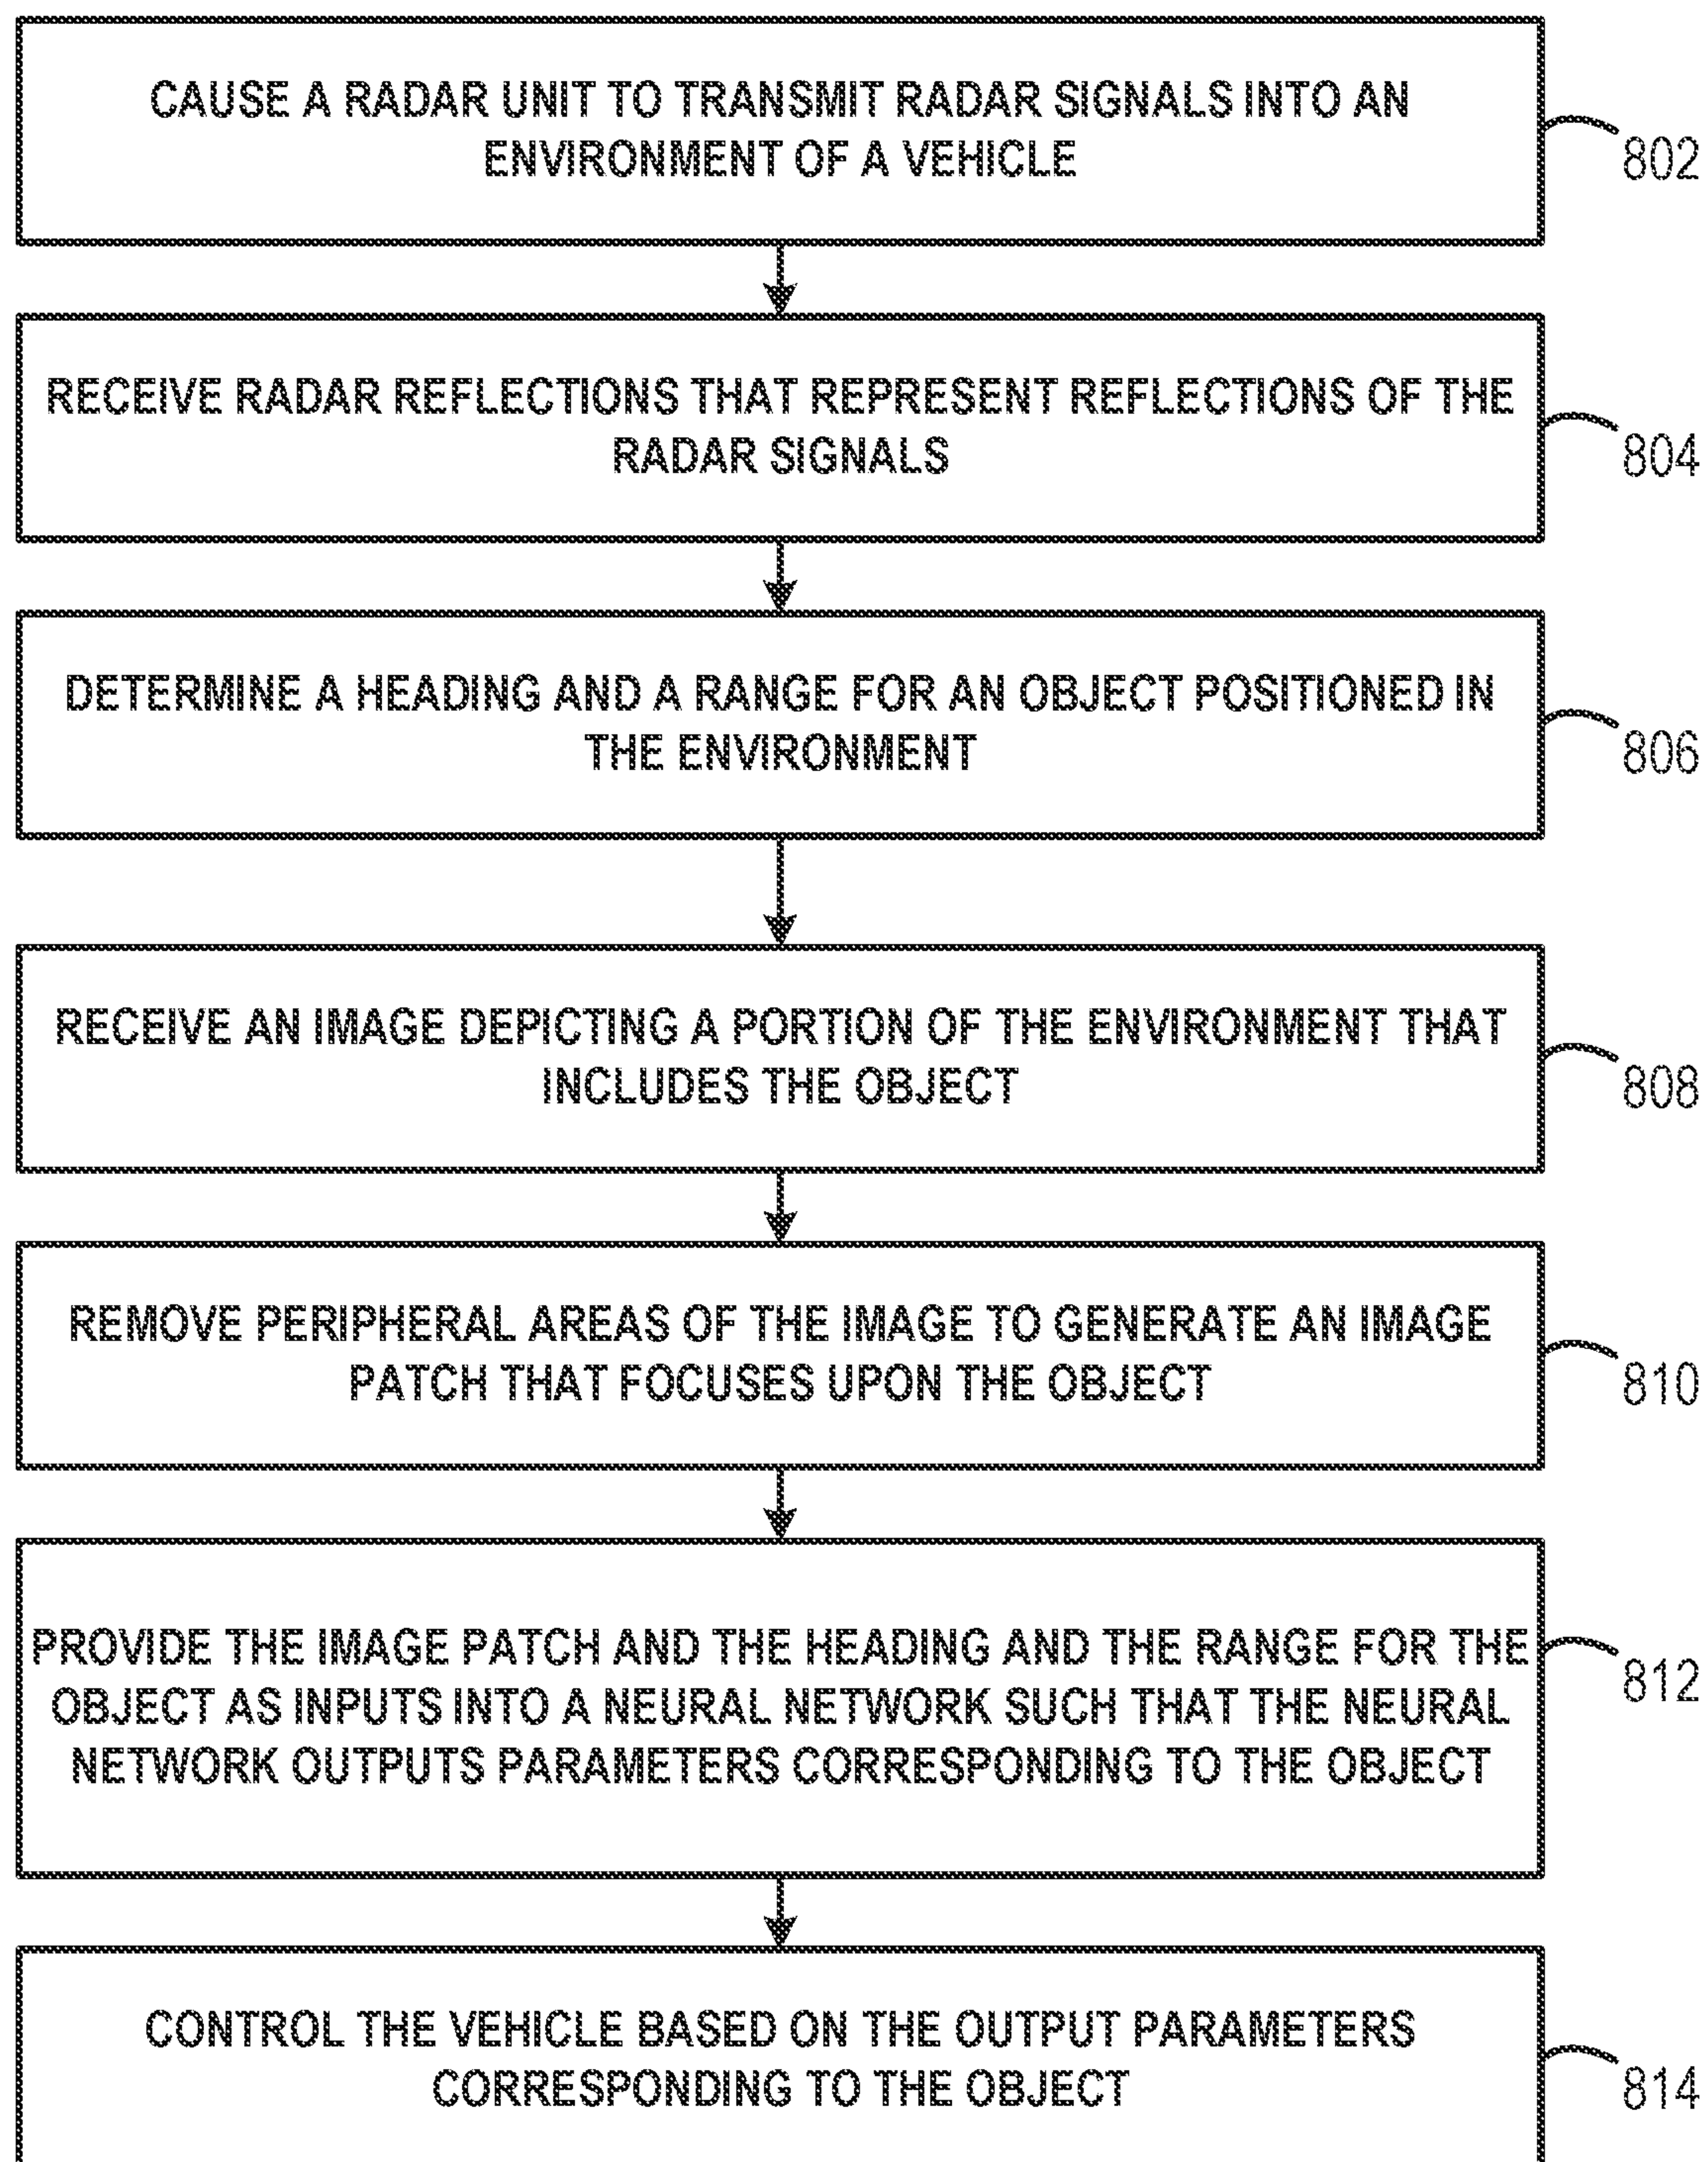 CAUSE A RADAR UNIT TO TRANSMIT RADAR SIGNALS INTO AN
ENVIRONMENT OF A VEHICLE
802
RECEIVE RADAR REFLECTIONS THAT REPRESENT REFLECTIONS OF THE
RADAR SIGNALS
804
DETERMINE A HEADING AND A RANGE FOR AN OBJECT POSITIONED IN
THE ENVIRONMENT
806
RECEIVE AN IMAGE DEPICTING A PORTION OF THE ENVIRONMENT THAT
INCLUDES THE OBJECT
808
REMOVE PERIPHERAL AREAS OF THE IMAGE TO GENERATE AN IMAGE
PATCH THAT FOCUSES UPON THE OBJECT
810
PROVIDE THE IMAGE PATCH AND THE HEADING AND THE RANGE FOR THE
OBJECT AS INPUTS INTO A NEURAL NETWORK SUCH THAT THE NEURAL
NETWORK OUTPUTS PARAMETERS CORRESPONDING TO THE OBJECT
812
CONTROL THE VEHICLE BASED ON THE OUTPUT PARAMETERS
CORRESPONDING TO THE OBJECT
814